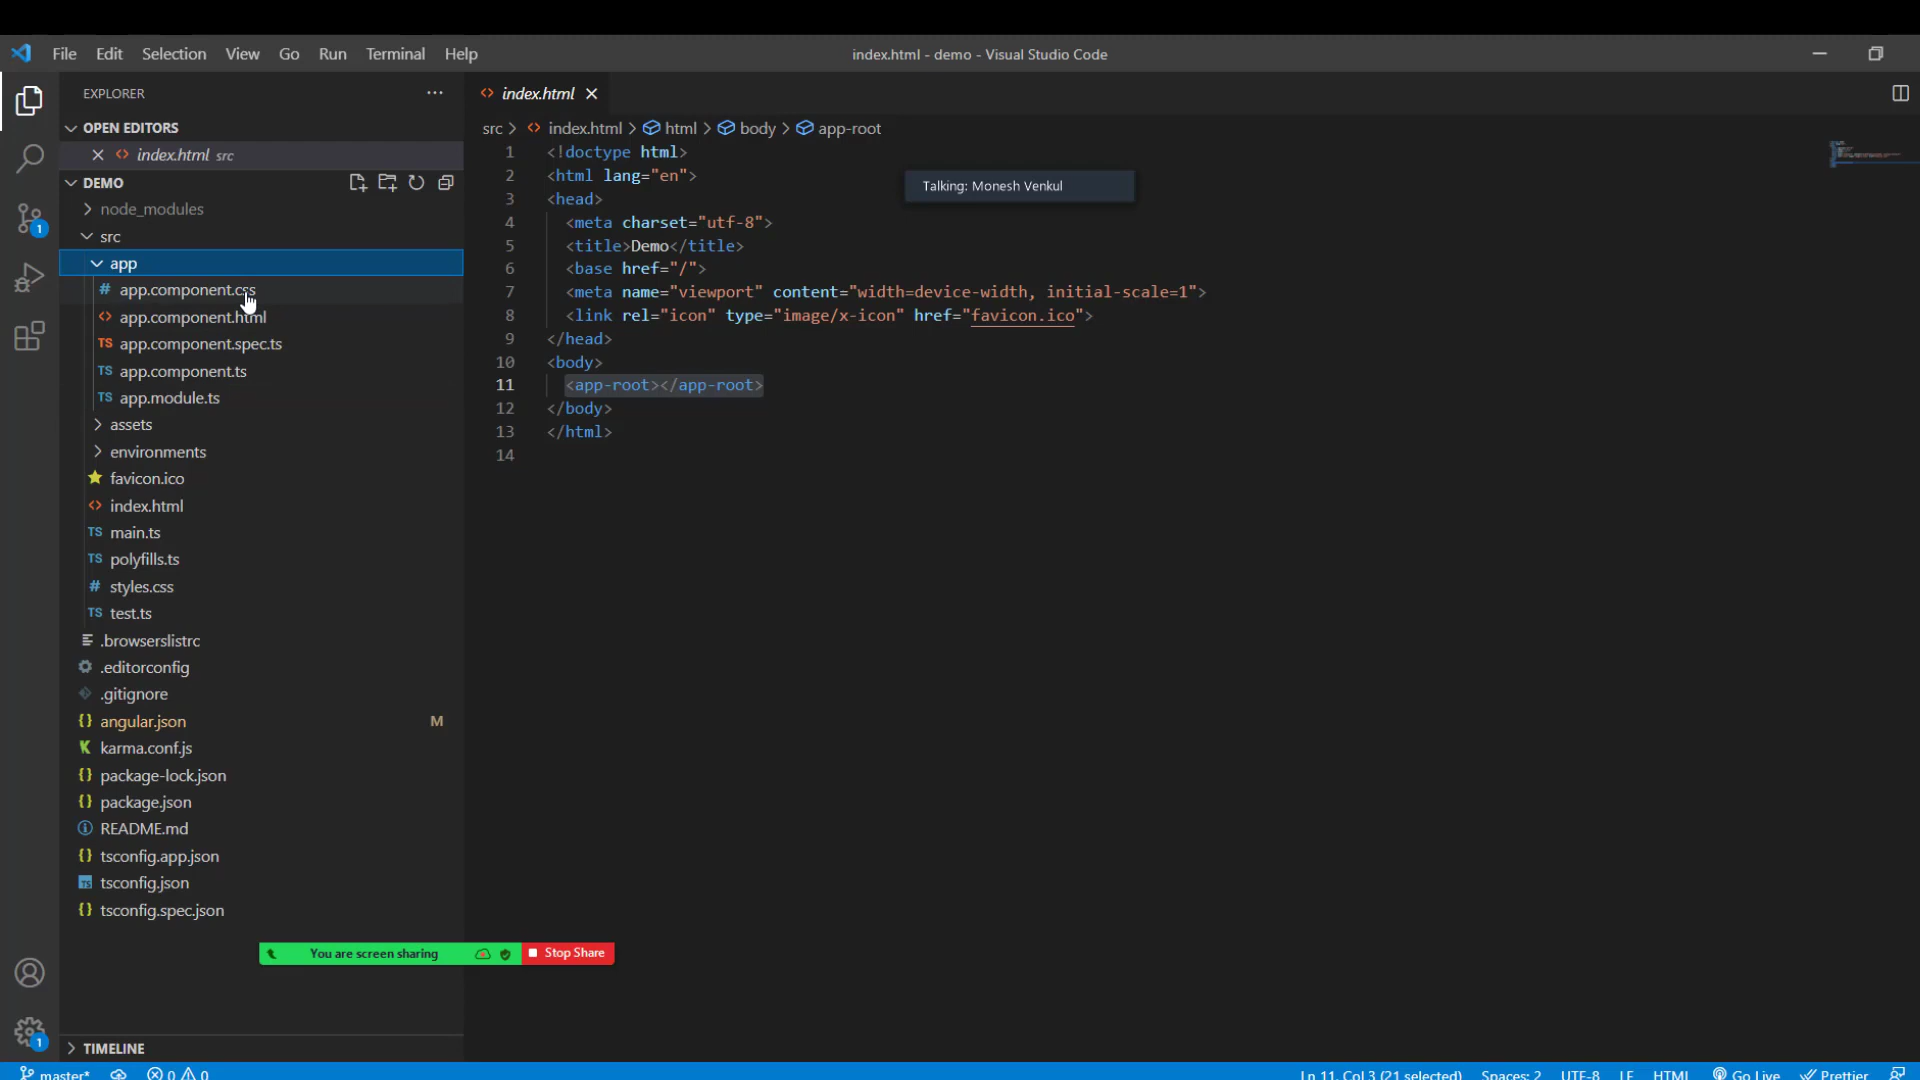 File Edit Selection View Go Run Terminal Help
index.html - demo - Visual Studio Code
EXPLORER
OPEN EDITORS
index.html src
DEMO
node_modules
src
app
app.component.css
app.component.html
app.component.spec.ts
app.component.ts
app.module.ts
assets
environments
favicon.ico
index.html
main.ts
polyfills.ts
styles.css
test.ts
.browserslistrc
.editorconfig
.gitignore
angular.json M
karma.conf.js
package-lock.json
package.json
README.md
tsconfig.app.json
tsconfig.json
tsconfig.spec.json
TIMELINE
index.html
src > index.html > html > body > app-root
1 <!doctype html>
2 <html lang="en">
3 <head>
4 <meta charset="utf-8">
5 <title>Demo</title>
6 <base href="/">
7 <meta name="viewport" content="width=device-width, initial-scale=1">
8 <link rel="icon" type="image/x-icon" href="favicon.ico">
9 </head>
10 <body>
11 <app-root></app-root>
12 </body>
13 </html>
14
Talking: Monesh Venkul
You are screen sharing Stop Share
1
1
master* 0 0 Ln 11, Col 3 (21 selected) Spaces: 2 UTF-8 LF HTML Go Live Prettier